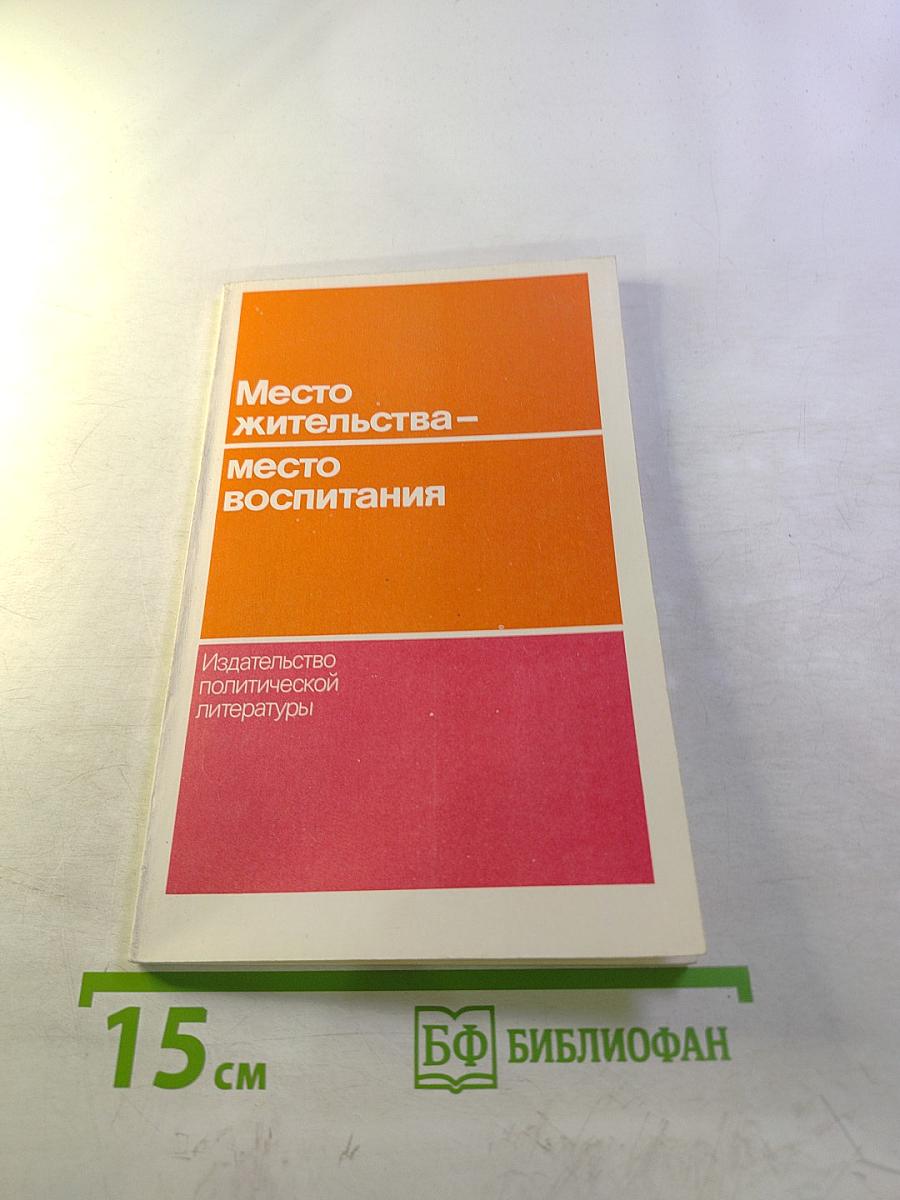 Место
жительства–
место
воспитания
Издательство
политической
литературы
15 см
БФ БИБЛИОФАН